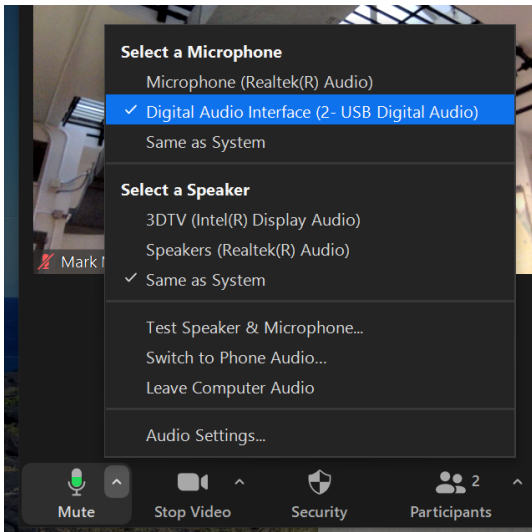 Select a Microphone
Microphone (Realtek(R) Audio)
Digital Audio Interface (2- USB Digital Audio)
Same as System
Select a Speaker
3DTV (Intel(R) Display Audio)
Speakers (Realtek(R) Audio)
Same as System
Test Speaker & Microphone...
Switch to Phone Audio...
Leave Computer Audio
Audio Settings...
Mark
Mute
Stop Video
Security
2
Participants